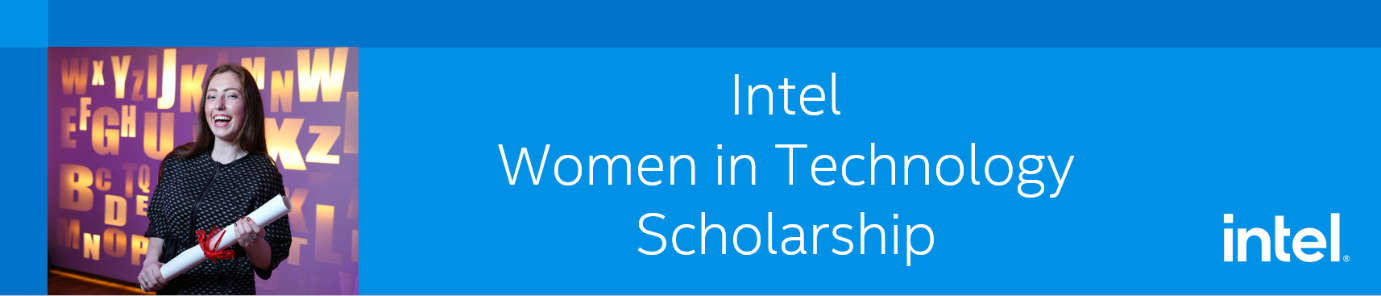 W X Y Z I J K M N W
E F G H U K Z
B C T Q K
D E L
M N O P T
Intel
Women in Technology
Scholarship
intel.